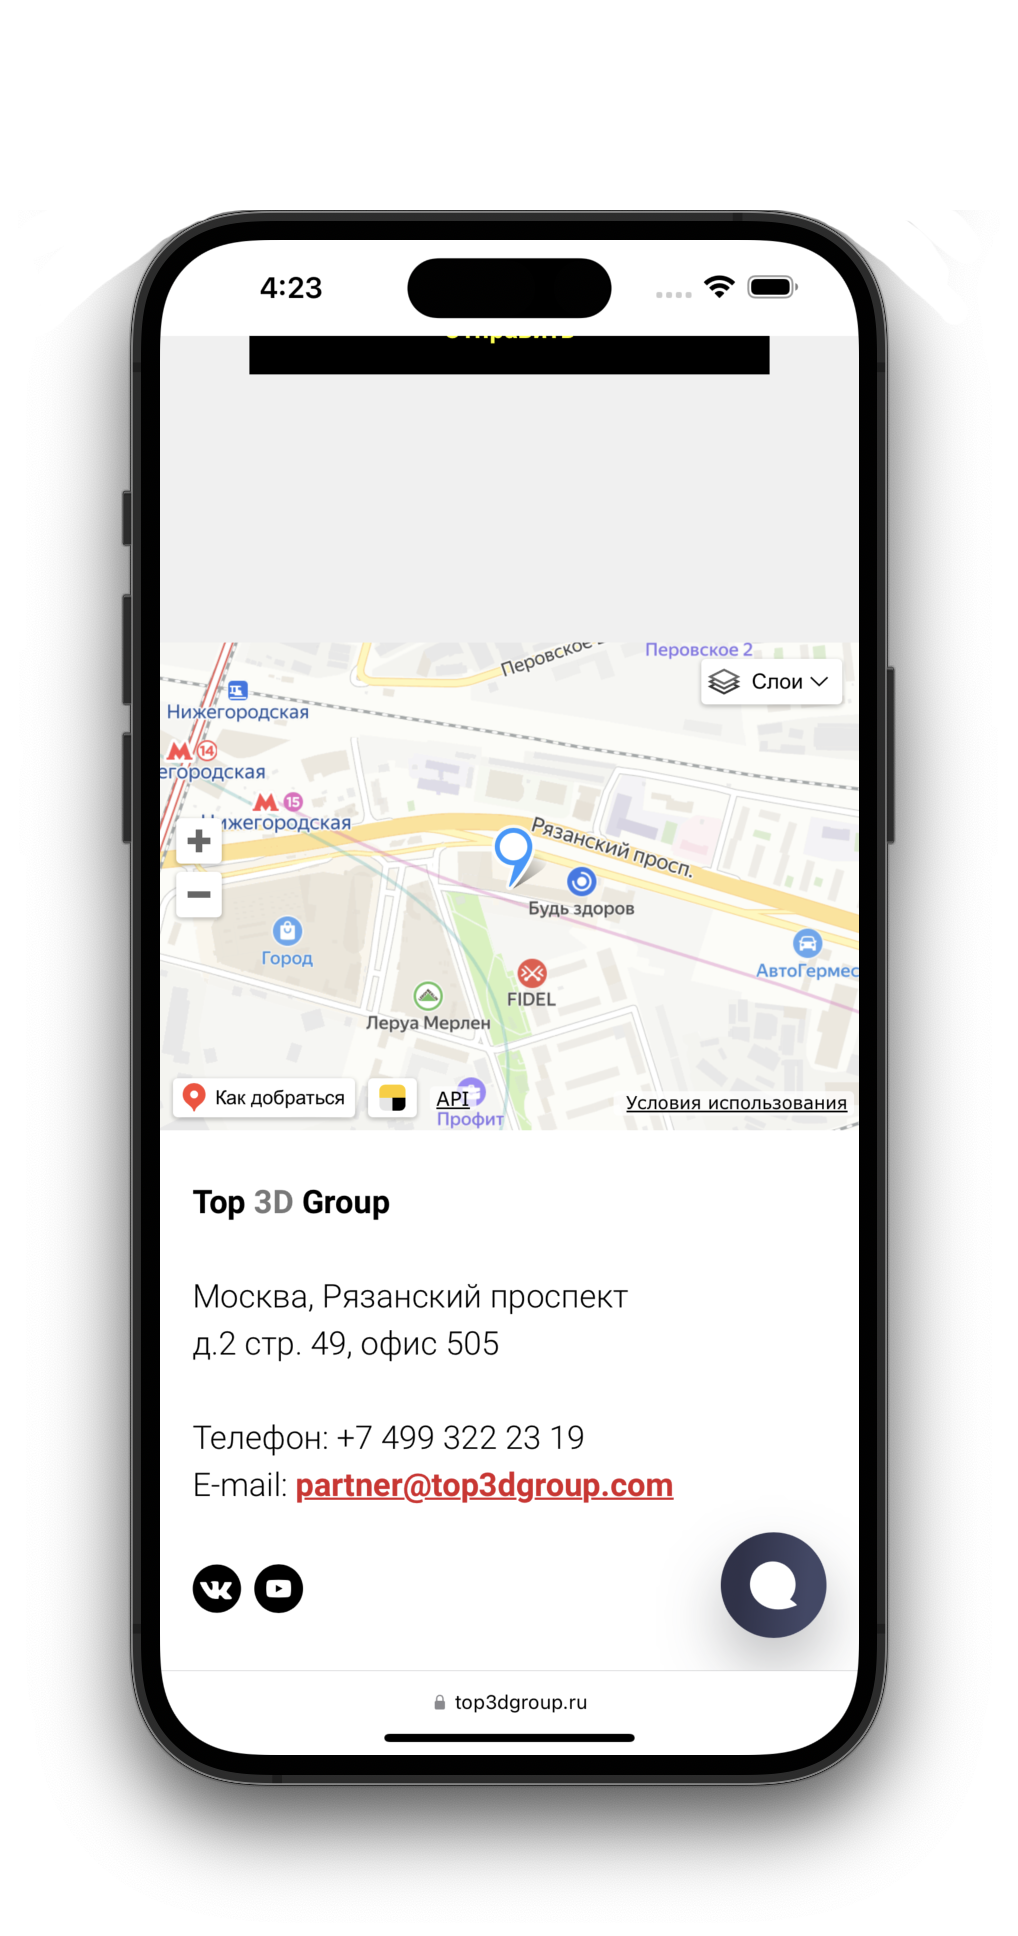 4:23
Отправить
Перовское
Перовское 2
Слои
Нижегородская
14
егородская
15
ижегородская
Рязанский просп.
Будь здоров
Город
АвтоГермес
FIDEL
Леруа Мерлен
Как добраться
API
Профит
Условия использования
Top 3D Group
Москва, Рязанский проспект
д.2 стр. 49, офис 505
Телефон: +7 499 322 23 19
E-mail: partner@top3dgroup.com
top3dgroup.ru